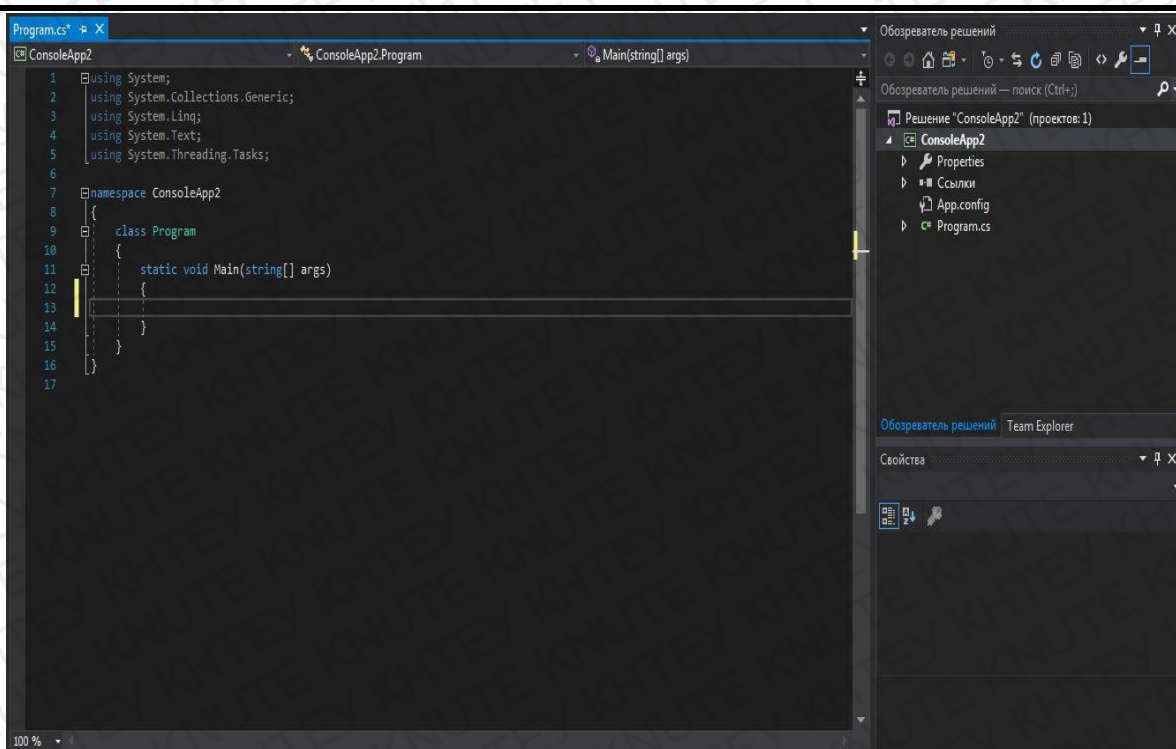 Program.cs*
ConsoleApp2
ConsoleApp2.Program
Main(string[] args)
1 using System;
2 using System.Collections.Generic;
3 using System.Linq;
4 using System.Text;
5 using System.Threading.Tasks;
6
7 namespace ConsoleApp2
8 {
9 class Program
10 {
11 static void Main(string[] args)
12 {
13
14 }
15 }
16 }
17
100 %
Обозреватель решений
Обозреватель решений — поиск (Ctrl+;)
Решение "ConsoleApp2" (проектов: 1)
ConsoleApp2
Properties
Ссылки
App.config
Program.cs
Обозреватель решений Team Explorer
Свойства